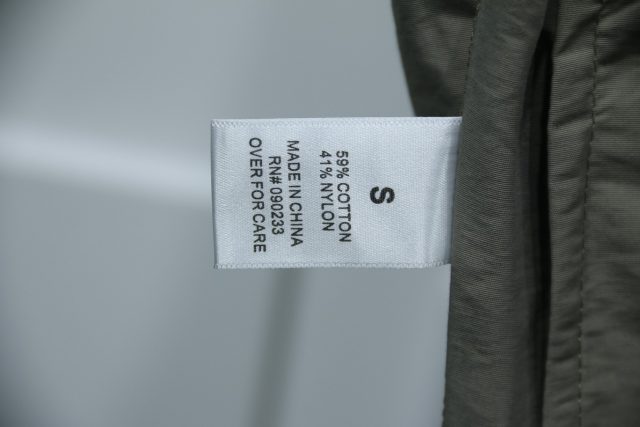 S
59% COTTON
41% NYLON
MADE IN CHINA
RN# 090233
OVER FOR CARE